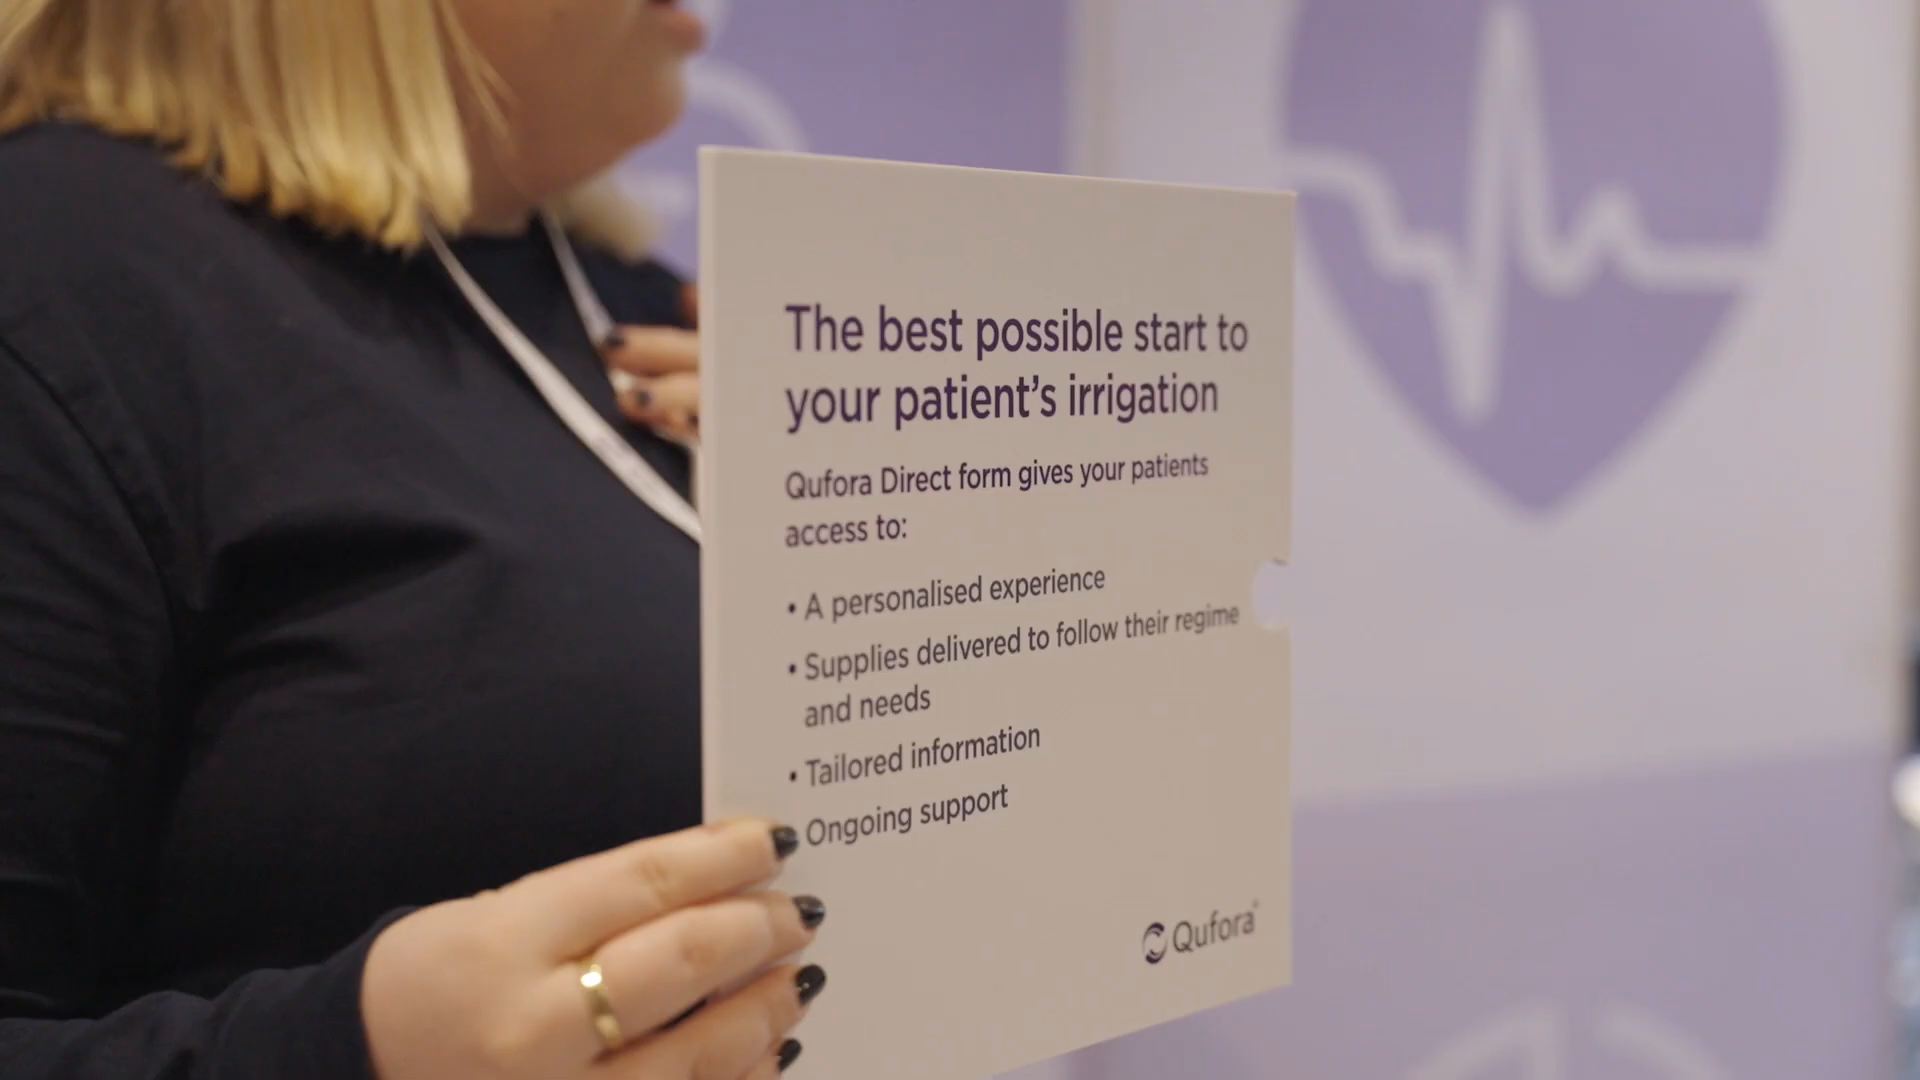 The best possible start to
your patient's irrigation
Qufora Direct form gives your patients
access to:
• A personalised experience
• Supplies delivered to follow their regime
and needs
• Tailored information
• Ongoing support
Qufora®